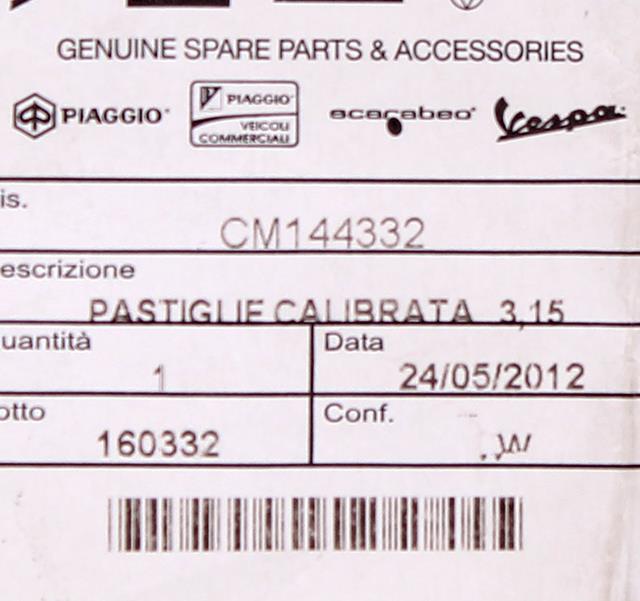 GENUINE SPARE PARTS & ACCESSORIES
PIAGGIO
PIAGGIO
VEICOLI
COMMERCIALI
scarabeo
Vespa
is.
CM144332
escrizione
PASTIGLIE CALIBRATA 3,15
uantità
1
Data
24/05/2012
otto
160332
Conf.